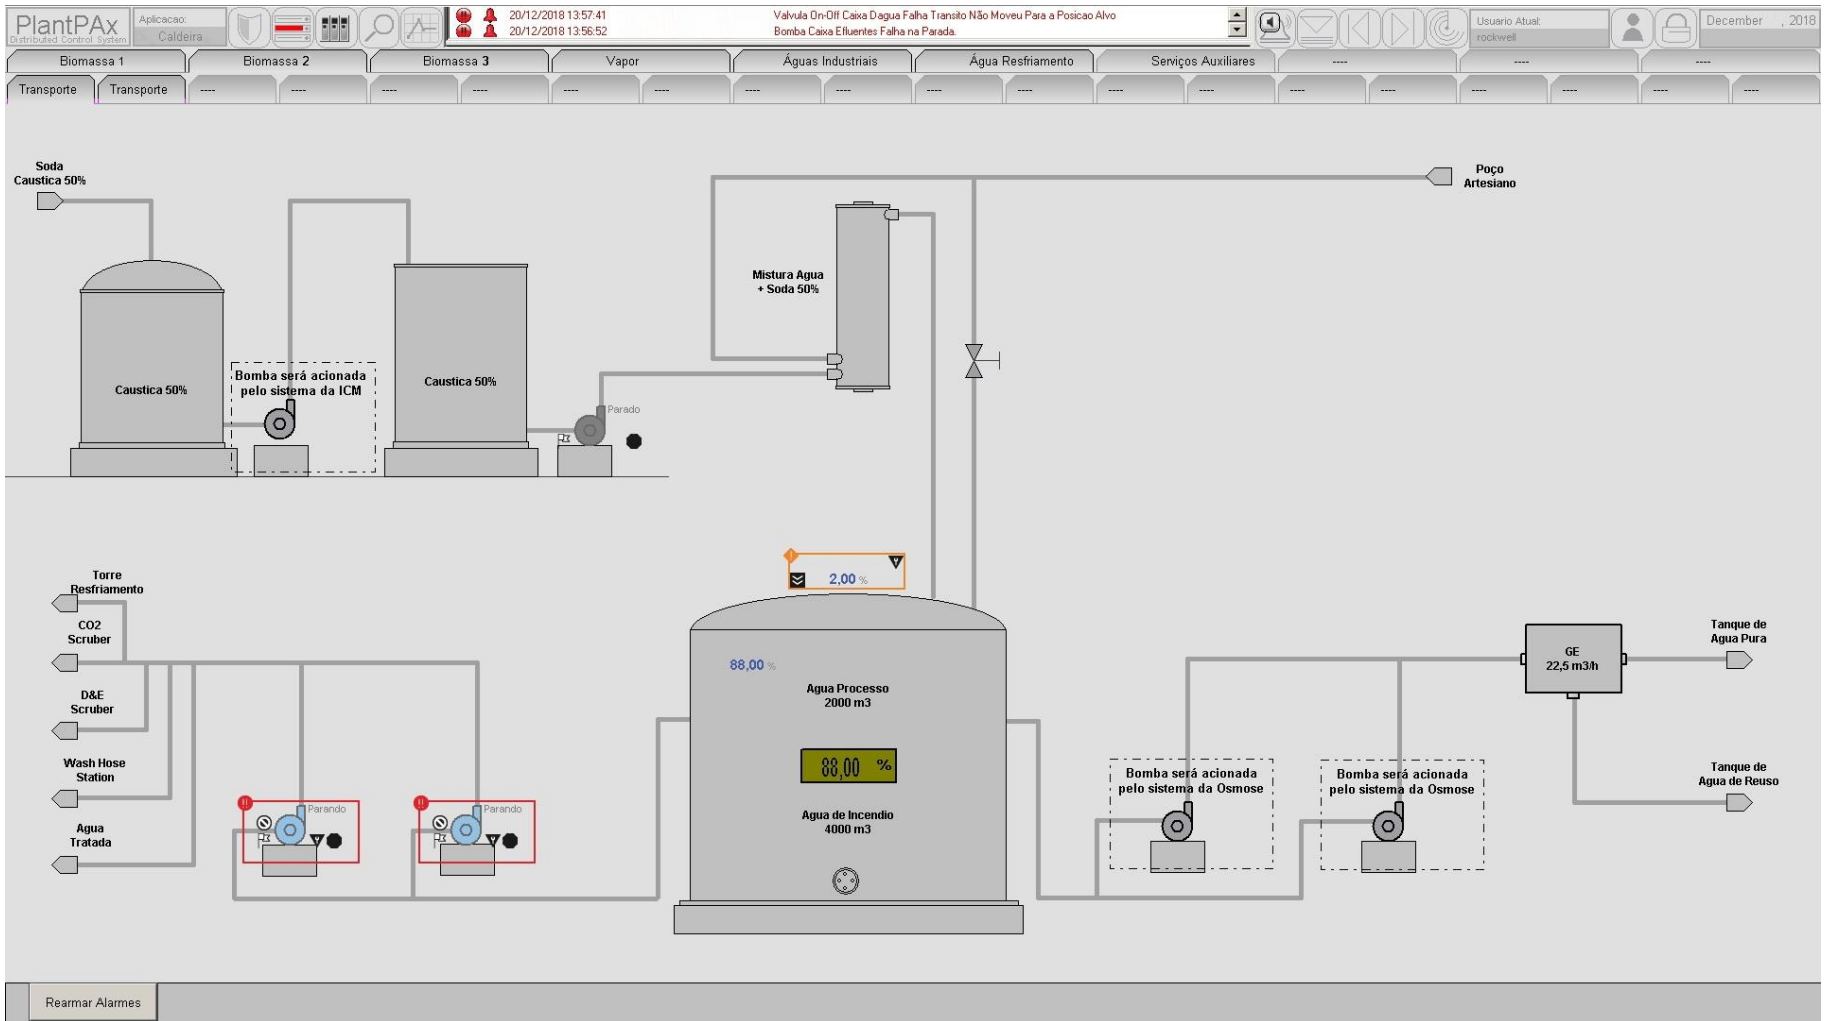 PlantPAx
Distributed Control System
Aplicacao:
Caldeira
20/12/2018 13:57:41 Valvula On-Off Caixa Dagua Falha Transito Não Moveu Para a Posicao Alvo
20/12/2018 13:56:52 Bomba Caixa Efluentes Falha na Parada.
Usuario Atual:
rockwell
December , 2018
Biomassa 1 Biomassa 2 Biomassa 3 Vapor Águas Industriais Água Resfriamento Serviços Auxiliares ---- ---- ----
Transporte Transporte ---- ---- ---- ---- ---- ---- ---- ---- ---- ---- ---- ---- ---- ---- ---- ---- ---- ----
Soda
Caustica 50%
Poço
Artesiano
Mistura Agua
+ Soda 50%
Caustica 50%
Bomba será acionada
pelo sistema da ICM
Caustica 50%
Parado
2,00 %
Torre
Resfriamento
CO2
Scruber
D&E
Scruber
Wash Hose
Station
Agua
Tratada
Parando
Parando
88,00 %
Agua Processo
2000 m3
88,00 %
Agua de Incendio
4000 m3
Bomba será acionada
pelo sistema da Osmose
Bomba será acionada
pelo sistema da Osmose
GE
22,5 m3/h
Tanque de
Agua Pura
Tanque de
Agua de Reuso
Rearmar Alarmes